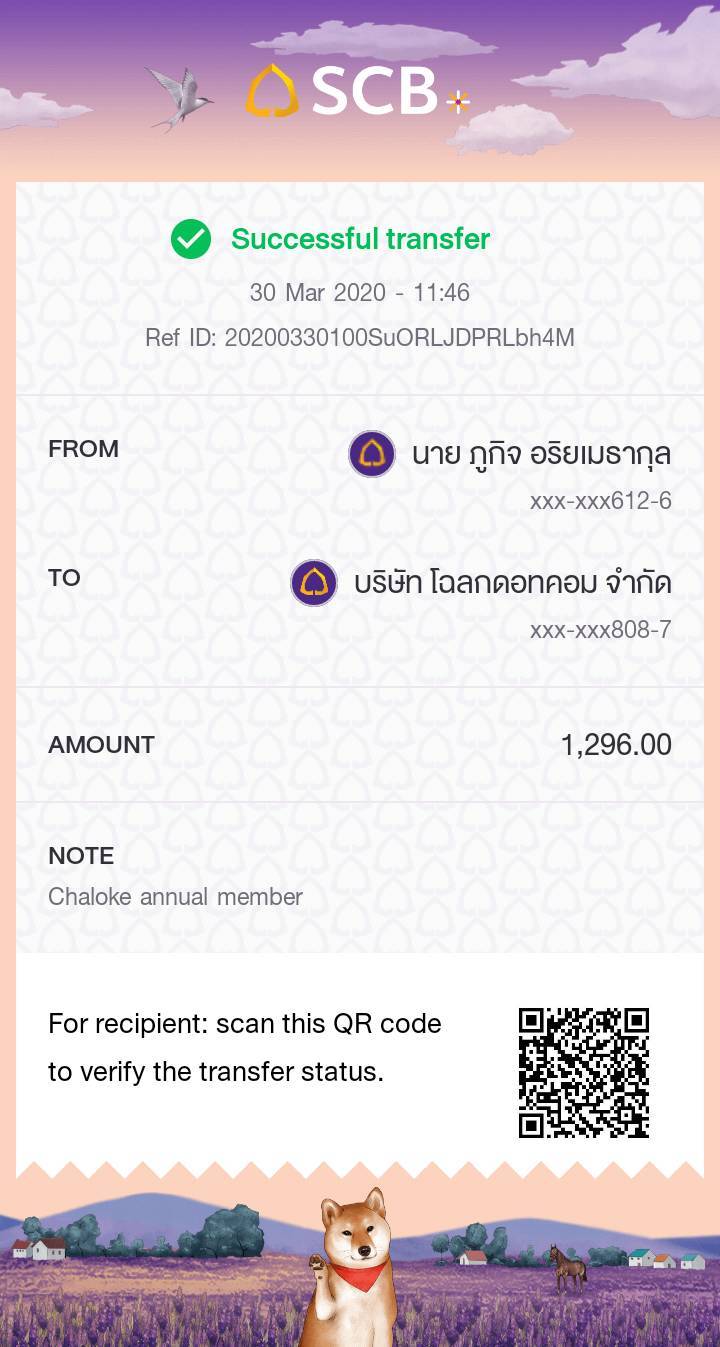 SCB
Successful transfer
30 Mar 2020 - 11:46
Ref ID: 20200330100SuORLJDPRLbh4M
FROM
นาย ภูกิจ อริยเมธากุล
xxx-xxx612-6
TO
บริษัท โฉลกดอทคอม จำกัด
xxx-xxx808-7
AMOUNT
1,296.00
NOTE
Chaloke annual member
For recipient: scan this QR code
to verify the transfer status.